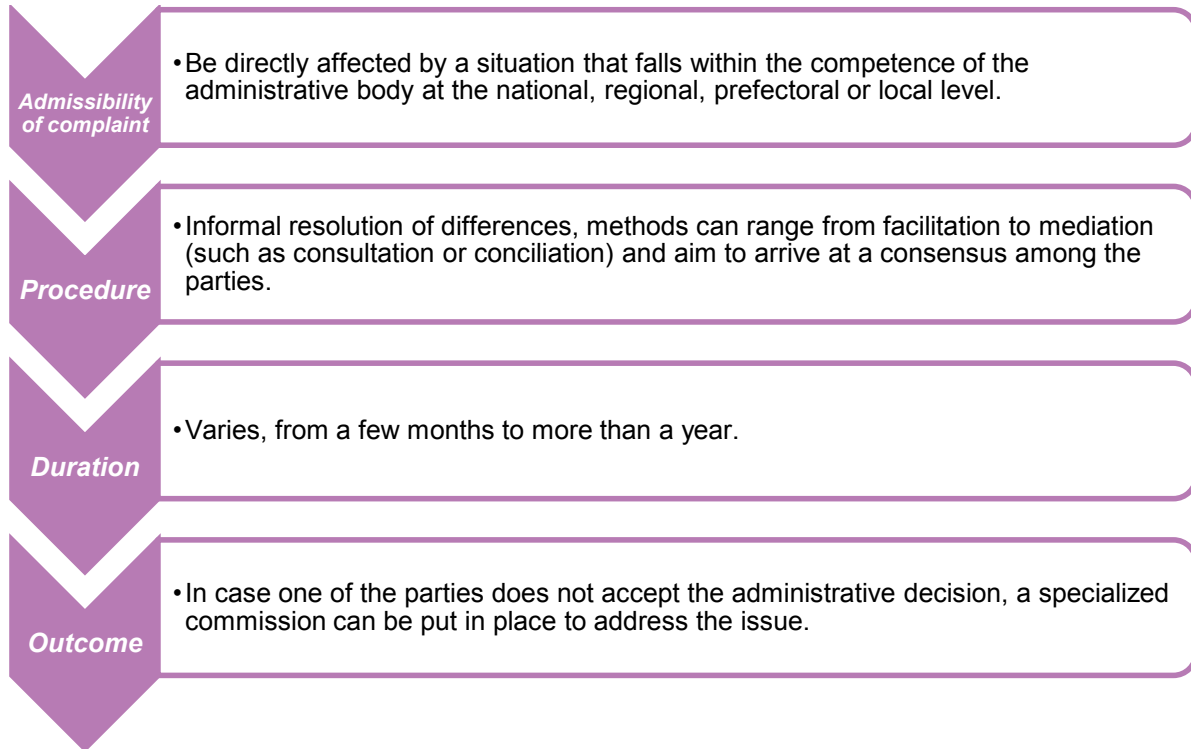 Admissibility
of complaint
•Be directly affected by a situation that falls within the competence of the
administrative body at the national, regional, prefectoral or local level.
Procedure
•Informal resolution of differences, methods can range from facilitation to mediation
(such as consultation or conciliation) and aim to arrive at a consensus among the
parties.
Duration
•Varies, from a few months to more than a year.
Outcome
•In case one of the parties does not accept the administrative decision, a specialized
commission can be put in place to address the issue.